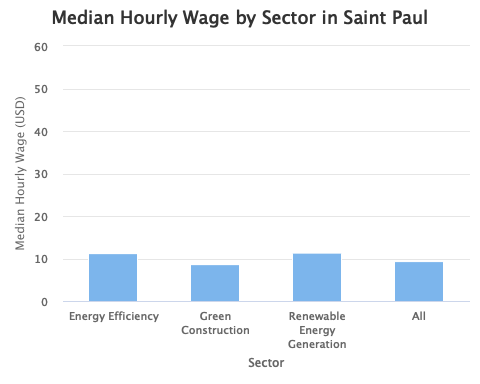 Median Hourly Wage by Sector in Saint Paul
60
50
40
30
20
10
0
Median Hourly Wage (USD)
Energy Efficiency
Green
Construction
Renewable
Energy
Generation
All
Sector